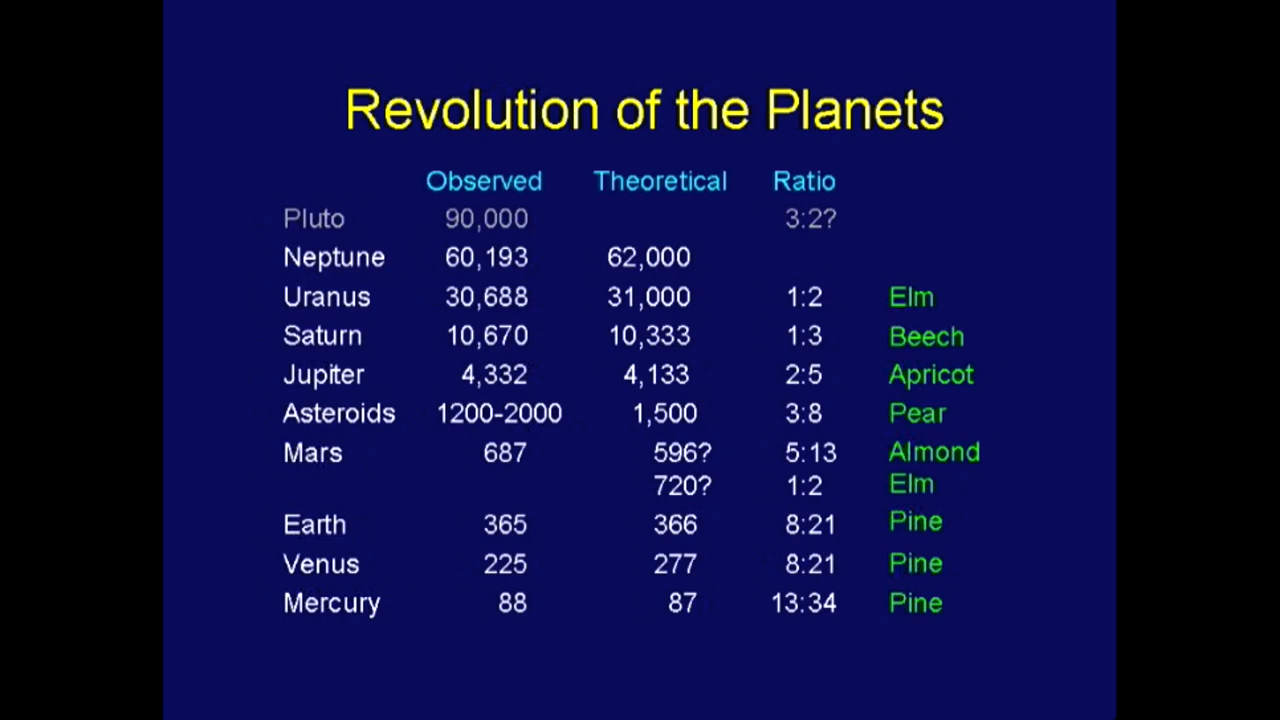 Revolution of the Planets
Observed Theoretical Ratio
Pluto 90,000 3:2?
Neptune 60,193 62,000
Uranus 30,688 31,000 1:2 Elm
Saturn 10,670 10,333 1:3 Beech
Jupiter 4,332 4,133 2:5 Apricot
Asteroids 1200-2000 1,500 3:8 Pear
Mars 687 596? 5:13 Almond
720? 1:2 Elm
Earth 365 366 8:21 Pine
Venus 225 277 8:21 Pine
Mercury 88 87 13:34 Pine